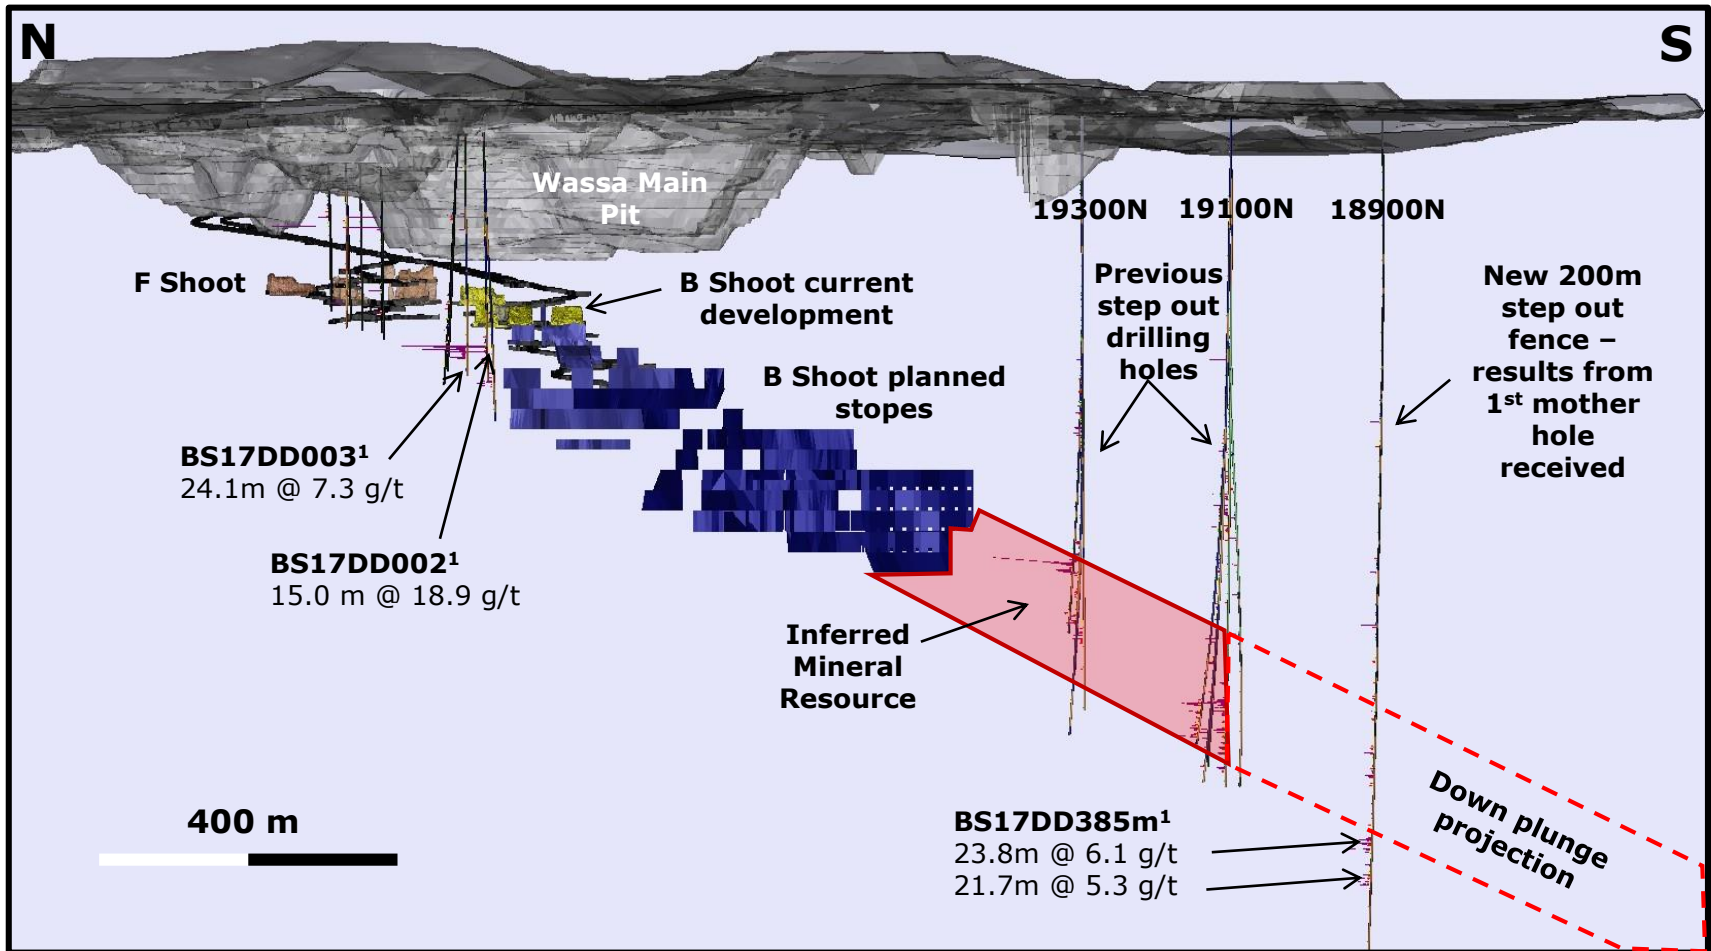 N
S
Wassa Main
Pit
19300N
19100N
18900N
F Shoot
B Shoot current
development
Previous
step out
drilling
holes
New 200m
step out
fence –
results from
1st mother
hole
received
B Shoot planned
stopes
BS17DD003¹
24.1m @ 7.3 g/t
BS17DD002¹
15.0 m @ 18.9 g/t
Inferred
Mineral
Resource
400 m
BS17DD385m¹
23.8m @ 6.1 g/t
21.7m @ 5.3 g/t
Down plunge
projection